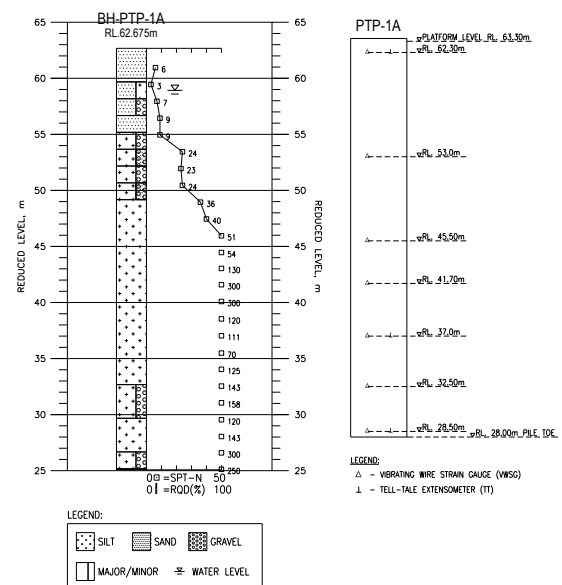 BH-PTP-1A
RL.62.675m
65
60
55
50
45
40
35
30
25
REDUCED LEVEL, m
6
3
7
9
9
24
23
24
36
40
51
54
130
300
300
120
111
70
125
143
158
120
143
300
250
65
60
55
50
45
40
35
30
25
REDUCED LEVEL, m
0 =SPT-N 50
0 =RQD(%) 100
LEGEND:
SILT SAND GRAVEL
MAJOR/MINOR WATER LEVEL
PTP-1A
PLATFORM LEVEL RL. 63.30m
RL. 62.30m
RL. 53.0m
RL. 45.50m
RL. 41.70m
RL. 37.0m
RL. 32.50m
RL. 28.50m
RL. 28.00m PILE TOE
LEGEND:
△ - VIBRATING WIRE STRAIN GAUGE (VWSG)
⊥ - TELL-TALE EXTENSOMETER (TT)